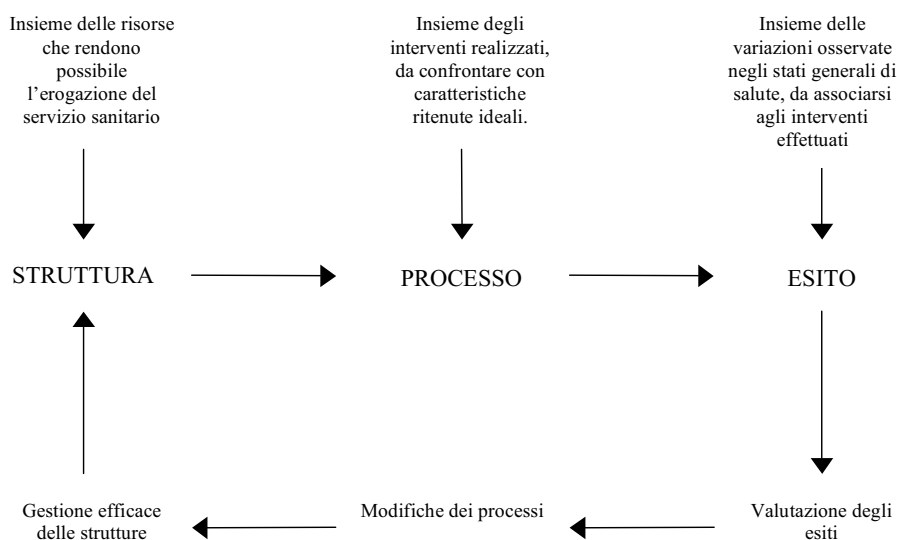 Insieme delle risorse
che rendono
possibile
l'erogazione del
servizio sanitario
Insieme degli
interventi realizzati,
da confrontare con
caratteristiche
ritenute ideali.
Insieme delle
variazioni osservate
negli stati generali di
salute, da associarsi
agli interventi
effettuati
STRUTTURA
PROCESSO
ESITO
Gestione efficace
delle strutture
Modifiche dei processi
Valutazione degli
esiti